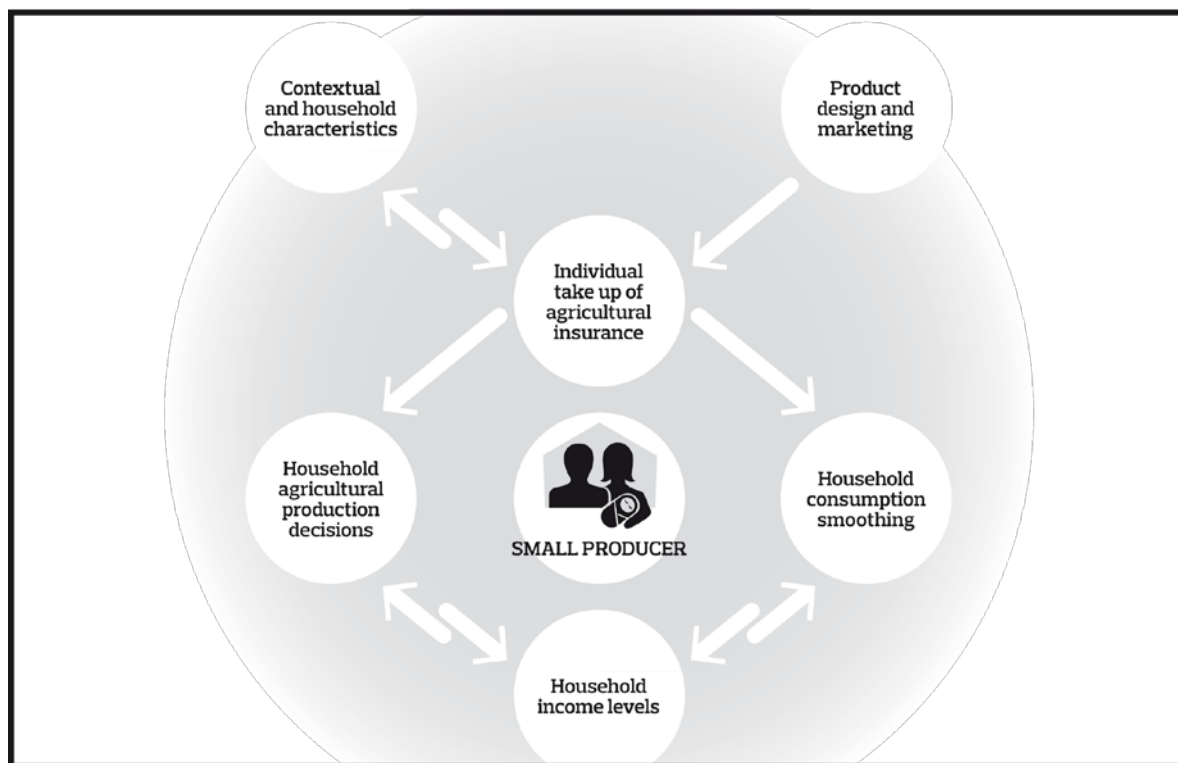 Contextual
and household
characteristics
Product
design and
marketing
Individual
take up of
agricultural
insurance
Household
agricultural
production
decisions
SMALL PRODUCER
Household
consumption
smoothing
Household
income levels